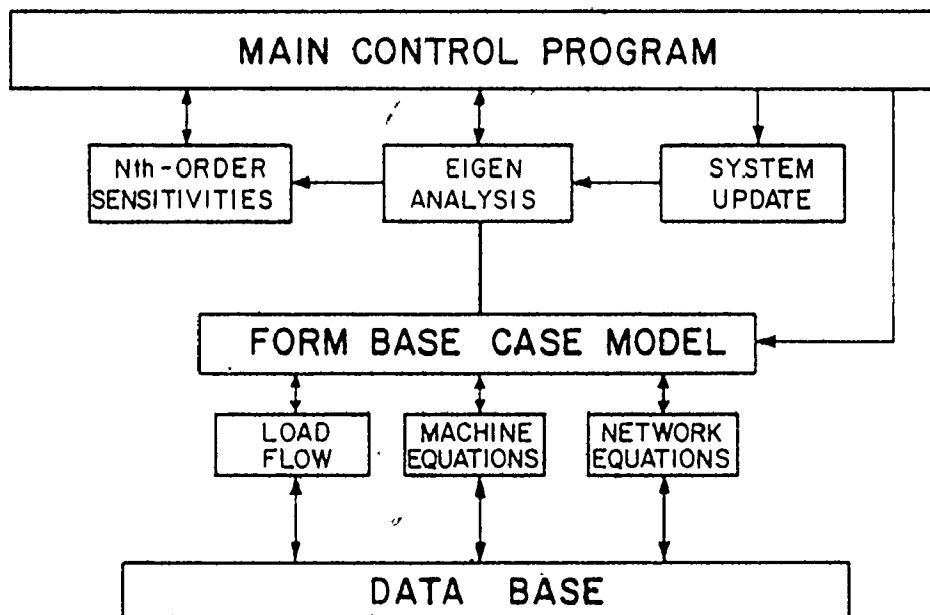 MAIN CONTROL PROGRAM
Nth-ORDER
SENSITIVITIES
EIGEN
ANALYSIS
SYSTEM
UPDATE
FORM BASE CASE MODEL
LOAD
FLOW
MACHINE
EQUATIONS
NETWORK
EQUATIONS
DATA BASE